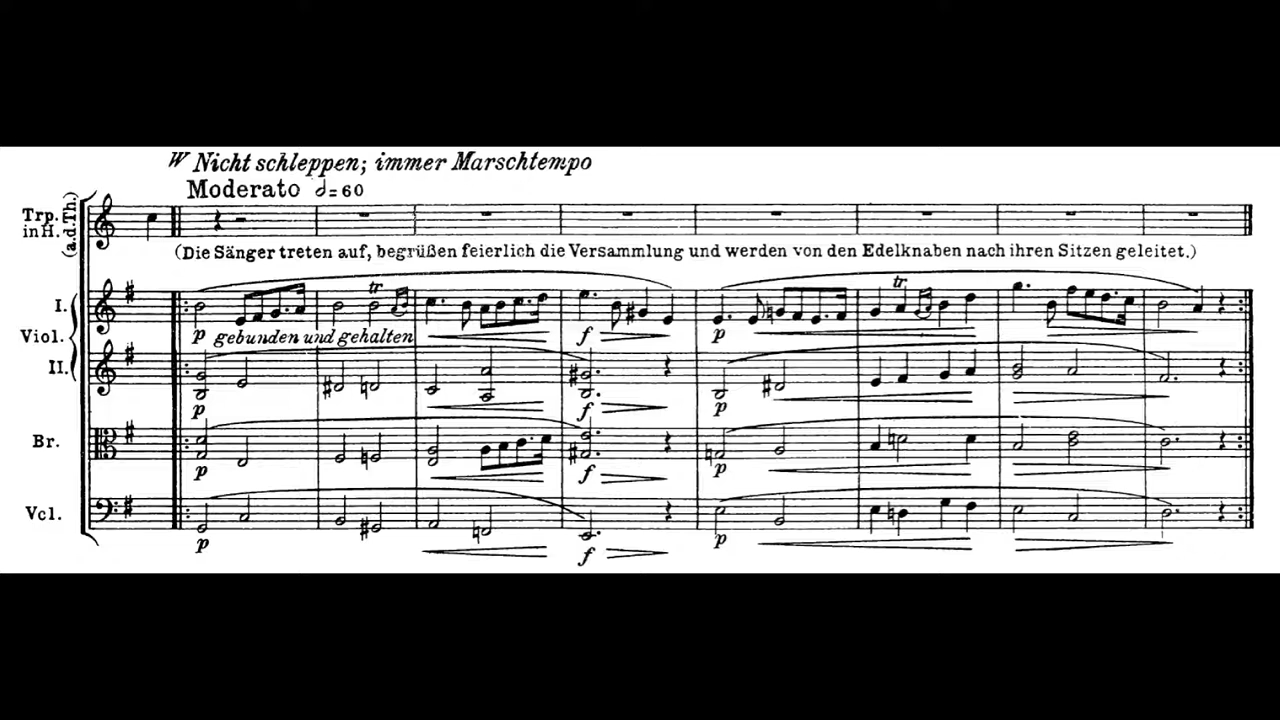 W Nicht schleppen; immer Marschtempo
Moderato 𝅗𝅥=60
Trp.
in H.
(a.d.Th.)
(Die Sänger treten auf, begrüßen feierlich die Versammlung und werden von den Edelknaben nach ihren Sitzen geleitet.)
tr tr
I.
p gebunden und gehalten f p
Viol.
II.
p f p
Br.
p f p
Vcl.
p f p